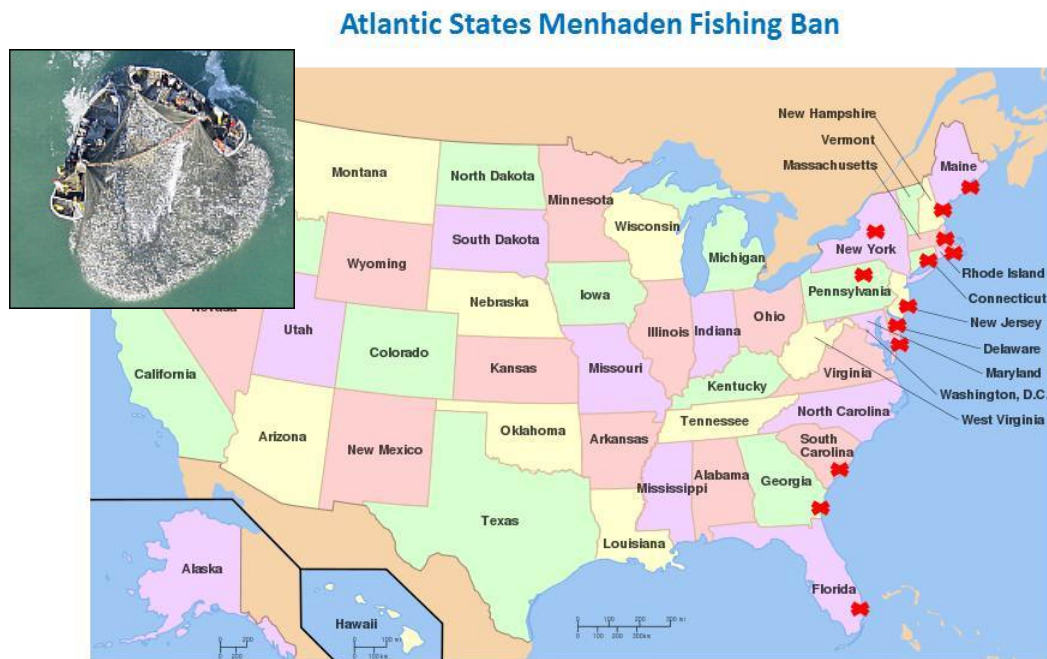 Atlantic States Menhaden Fishing Ban
New Hampshire
Vermont
Massachusetts
Maine
Montana
North Dakota
Minnesota
Wisconsin
South Dakota
Michigan
New York
Wyoming
Rhode Island
Pennsylvania
Connecticut
Nebraska
Iowa
New Jersey
Nevada
Utah
Illinois
Indiana
Ohio
Delaware
Colorado
Maryland
California
Kansas
Missouri
Virginia
Kentucky
Washington, D.C.
West Virginia
North Carolina
Tennessee
Oklahoma
Arizona
New Mexico
Arkansas
South
Carolina
Mississippi
Alabama
Georgia
Texas
Louisiana
Alaska
Florida
Hawaii